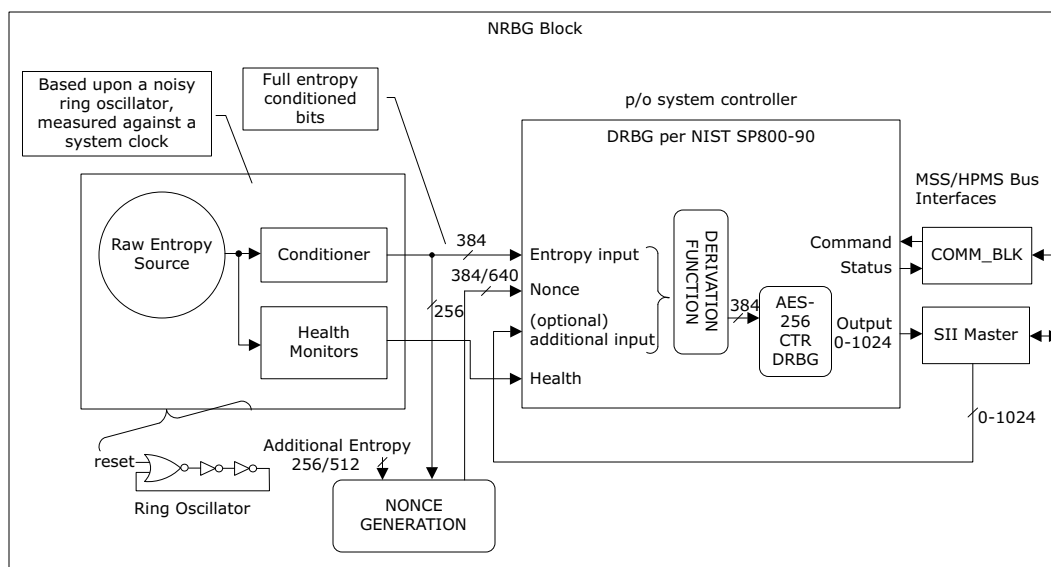 NRBG Block
Based upon a noisy
ring oscillator,
measured against a
system clock
Full entropy
conditioned
bits
p/o system controller
DRBG per NIST SP800-90
MSS/HPMS Bus
Interfaces
Raw Entropy
Source
Conditioner
Health
Monitors
384
384/640
256
Entropy input
Nonce
(optional)
additional input
Health
DERIVATION
FUNCTION
384
AES-
256
CTR
DRBG
Command
Status
Output
0-1024
COMM_BLK
SII Master
0-1024
reset
Ring Oscillator
Additional Entropy
256/512
NONCE
GENERATION